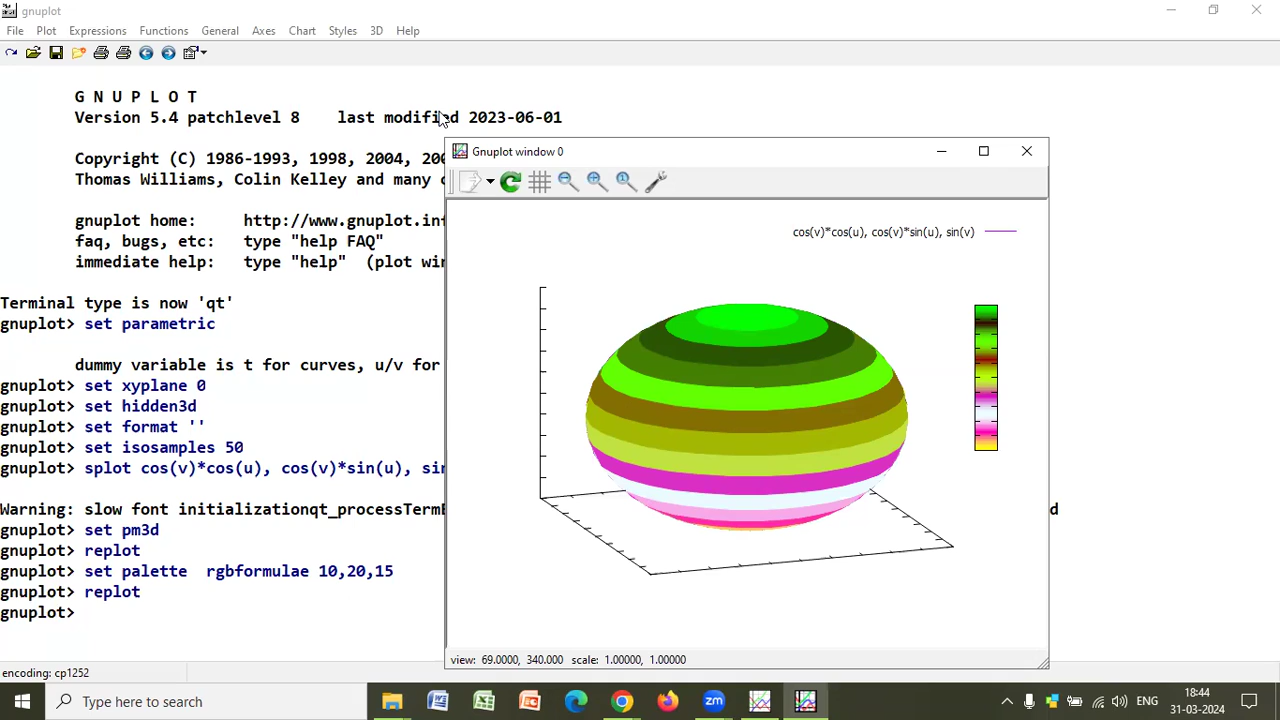 gnuplot
File Plot Expressions Functions General Axes Chart Styles 3D Help
G N U P L O T
Version 5.4 patchlevel 8 last modified 2023-06-01
Copyright (C) 1986-1993, 1998, 2004,
Thomas Williams, Colin Kelley and many
gnuplot home: http://www.gnuplot.inf
faq, bugs, etc: type "help FAQ"
immediate help: type "help" (plot win
Terminal type is now 'qt'
gnuplot> set parametric
dummy variable is t for curves, u/v for
gnuplot> set xyplane 0
gnuplot> set hidden3d
gnuplot> set format ''
gnuplot> set isosamples 50
gnuplot> splot cos(v)*cos(u), cos(v)*sin(u), sin
Warning: slow font initializationqt_processTermE d
gnuplot> set pm3d
gnuplot> replot
gnuplot> set palette rgbformulae 10,20,15
gnuplot> replot
gnuplot>
encoding: cp1252
Gnuplot window 0
cos(v)*cos(u), cos(v)*sin(u), sin(v)
view: 69.0000, 340.000 scale: 1.00000, 1.00000
Type here to search
ENG
18:44
31-03-2024